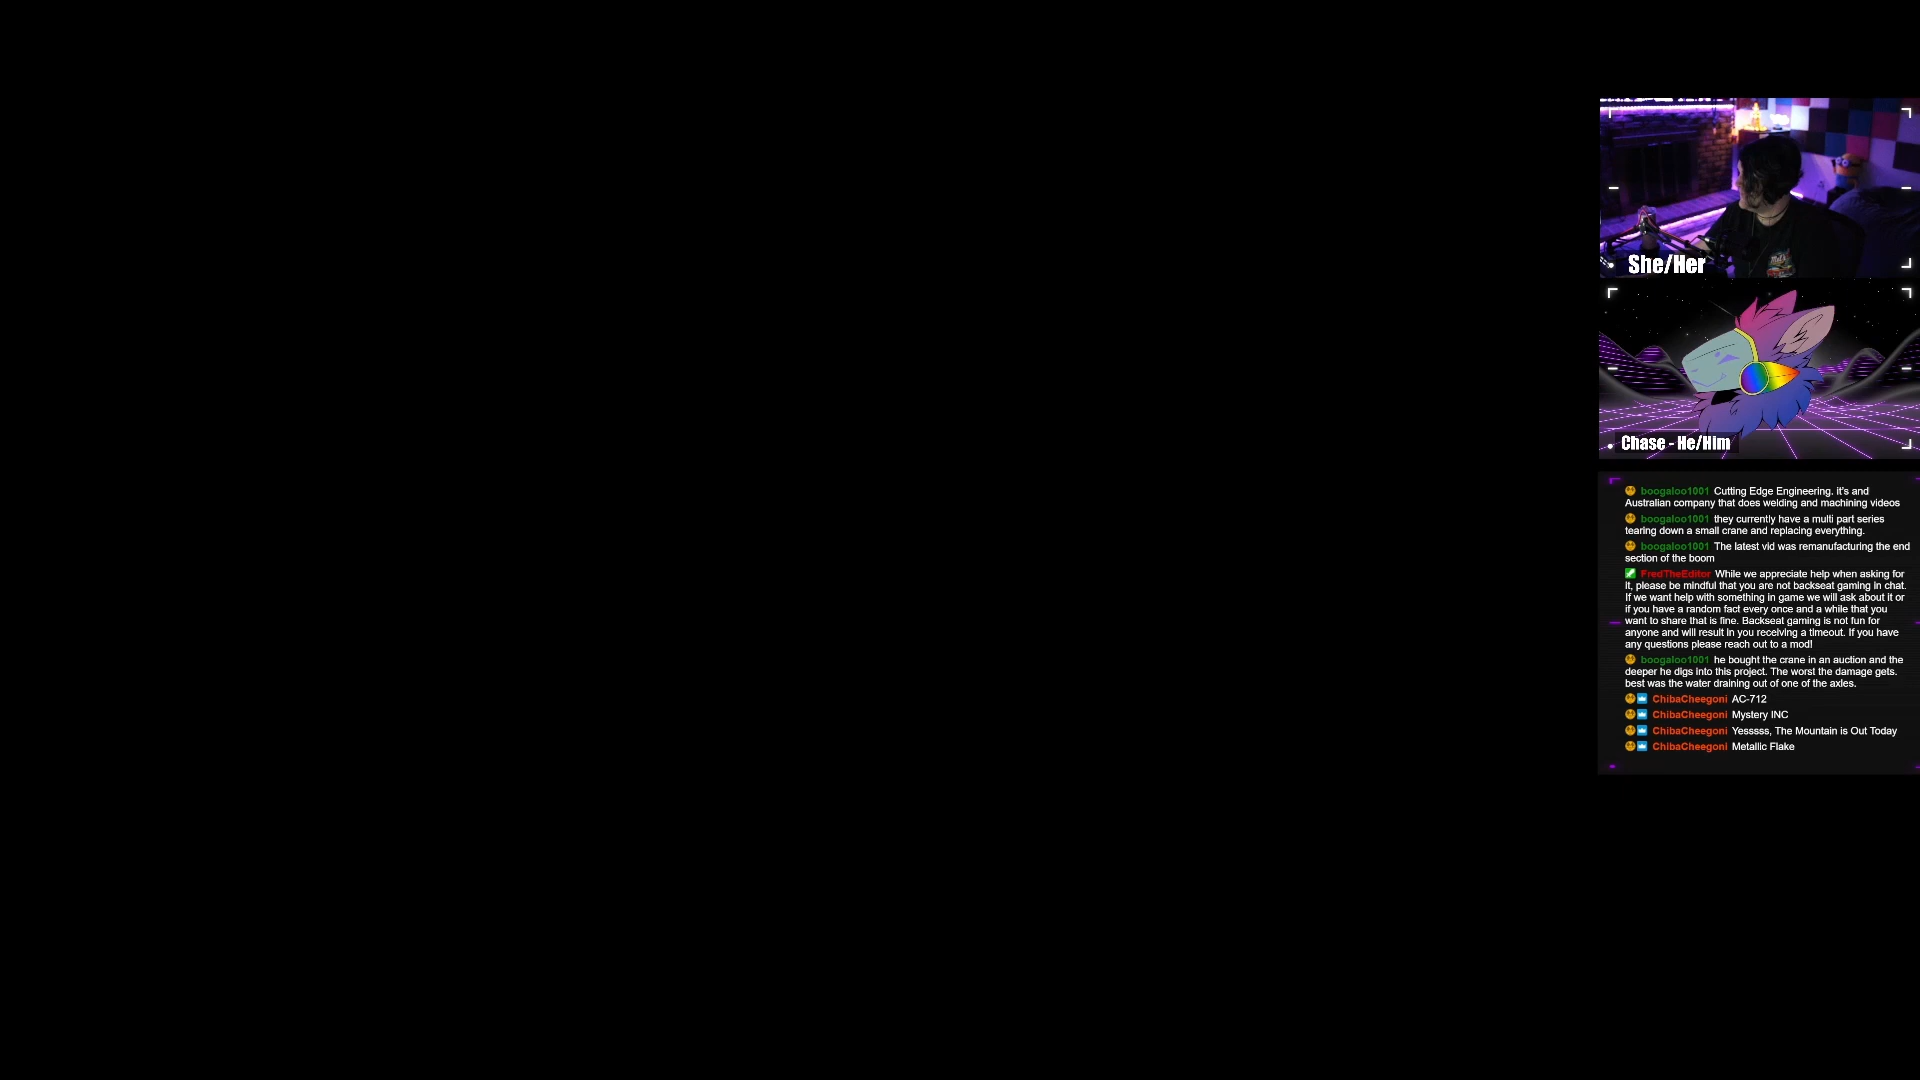 She/Her
Chase - He/Him
boogaloo1001 Cutting Edge Engineering. it's and
Australian company that does welding and machining videos
boogaloo1001 they currently have a multi part series
tearing down a small crane and replacing everything.
boogaloo1001 The latest vid was remanufacturing the end
section of the boom
FredTheEditor While we appreciate help when asking for
it, please be mindful that you are not backseat gaming in chat.
If we want help with something in game we will ask about it or
if you have a random fact every once and a while that you
want to share that is fine. Backseat gaming is not fun for
anyone and will result in you receiving a timeout. If you have
any questions please reach out to a mod!
boogaloo1001 he bought the crane in an auction and the
deeper he digs into this project. The worst the damage gets.
best was the water draining out of one of the axles.
ChibaCheegoni AC-712
ChibaCheegoni Mystery INC
ChibaCheegoni Yesssss, The Mountain is Out Today
ChibaCheegoni Metallic Flake